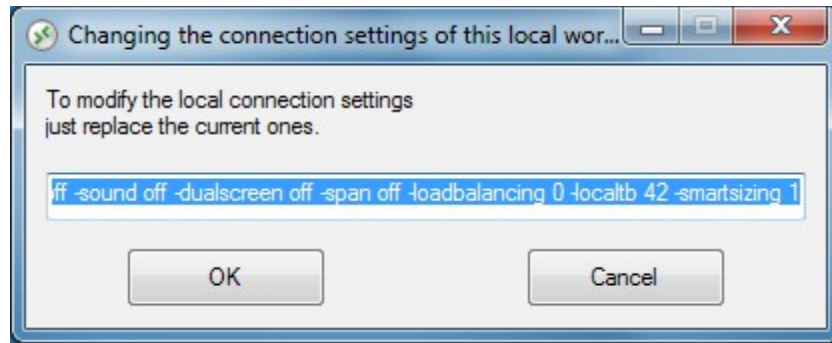 Changing the connection settings of this local wor...
To modify the local connection settings
just replace the current ones.
ff -sound off -dualscreen off -span off -loadbalancing 0 -localtb 42 -smartsizing 1
OK
Cancel